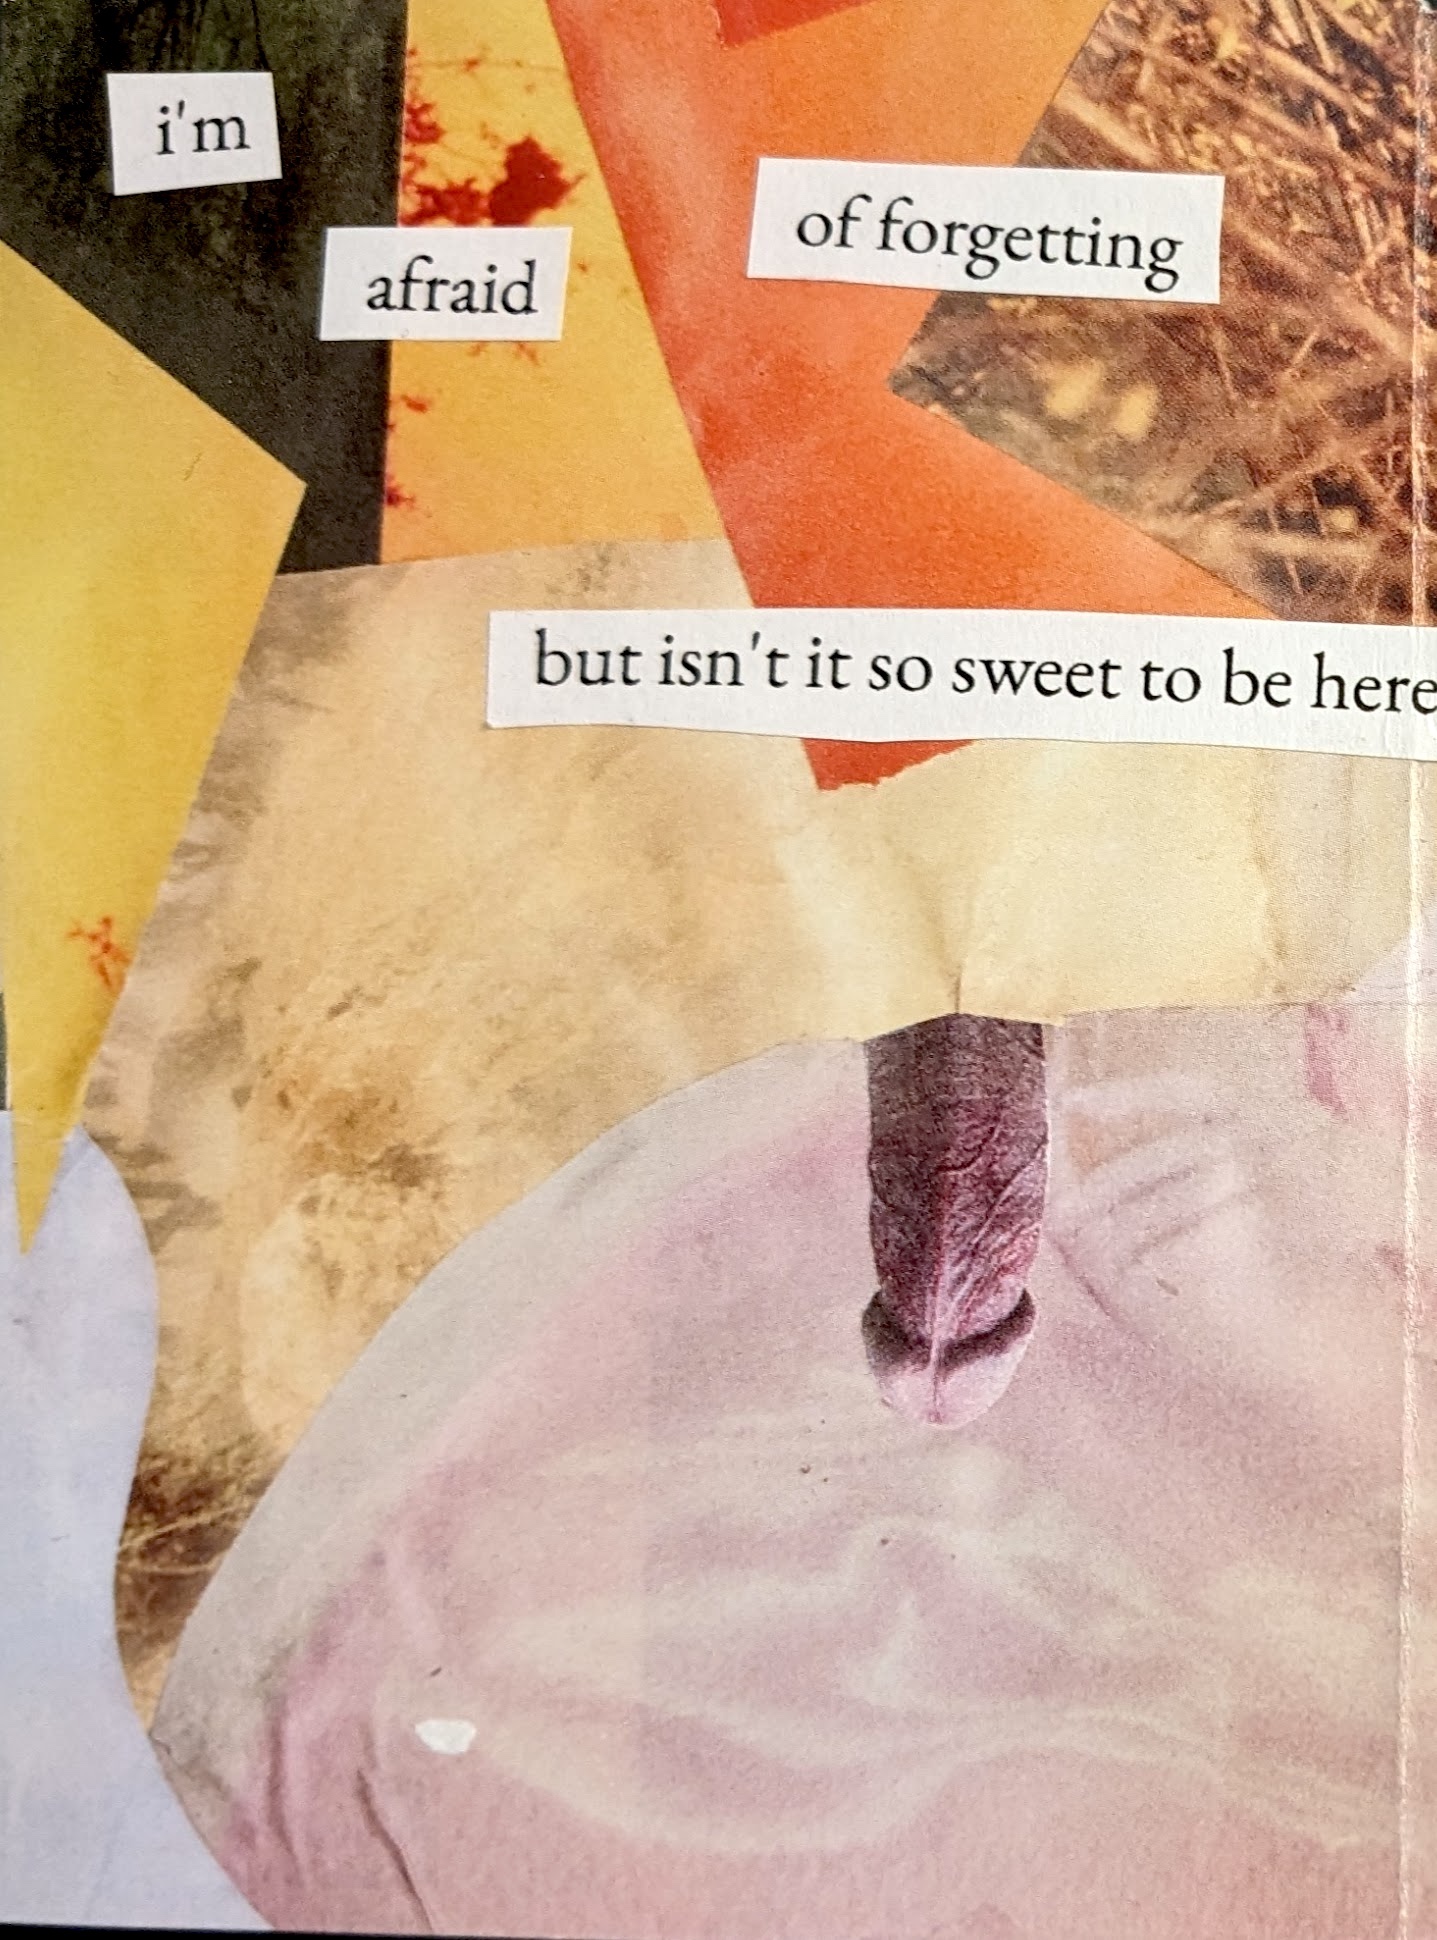 i'm
afraid
of forgetting
but isn't it so sweet to be here